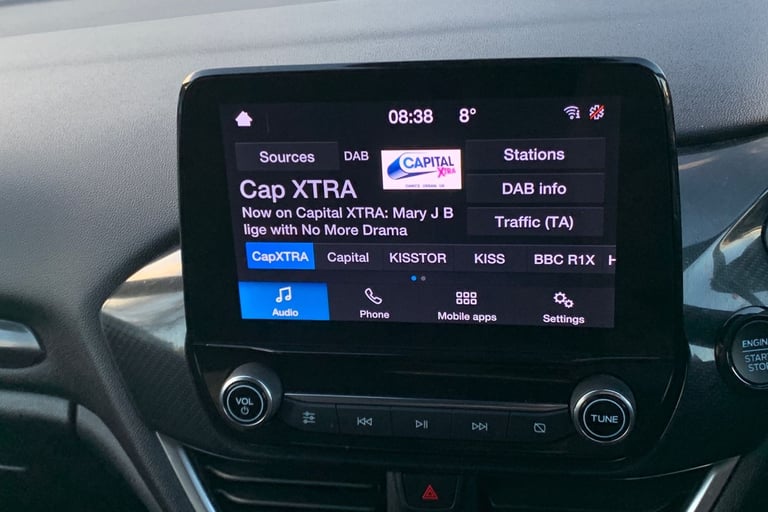 08:38 8°
Sources DAB CAPITAL XTRA Stations
Cap XTRA DAB info
Now on Capital XTRA: Mary J B
lige with No More Drama
Traffic (TA)
CapXTRA Capital KISSTOR KISS BBC R1X H
Audio Phone Mobile apps Settings
VOL
TUNE
ENGIN
START
STOP